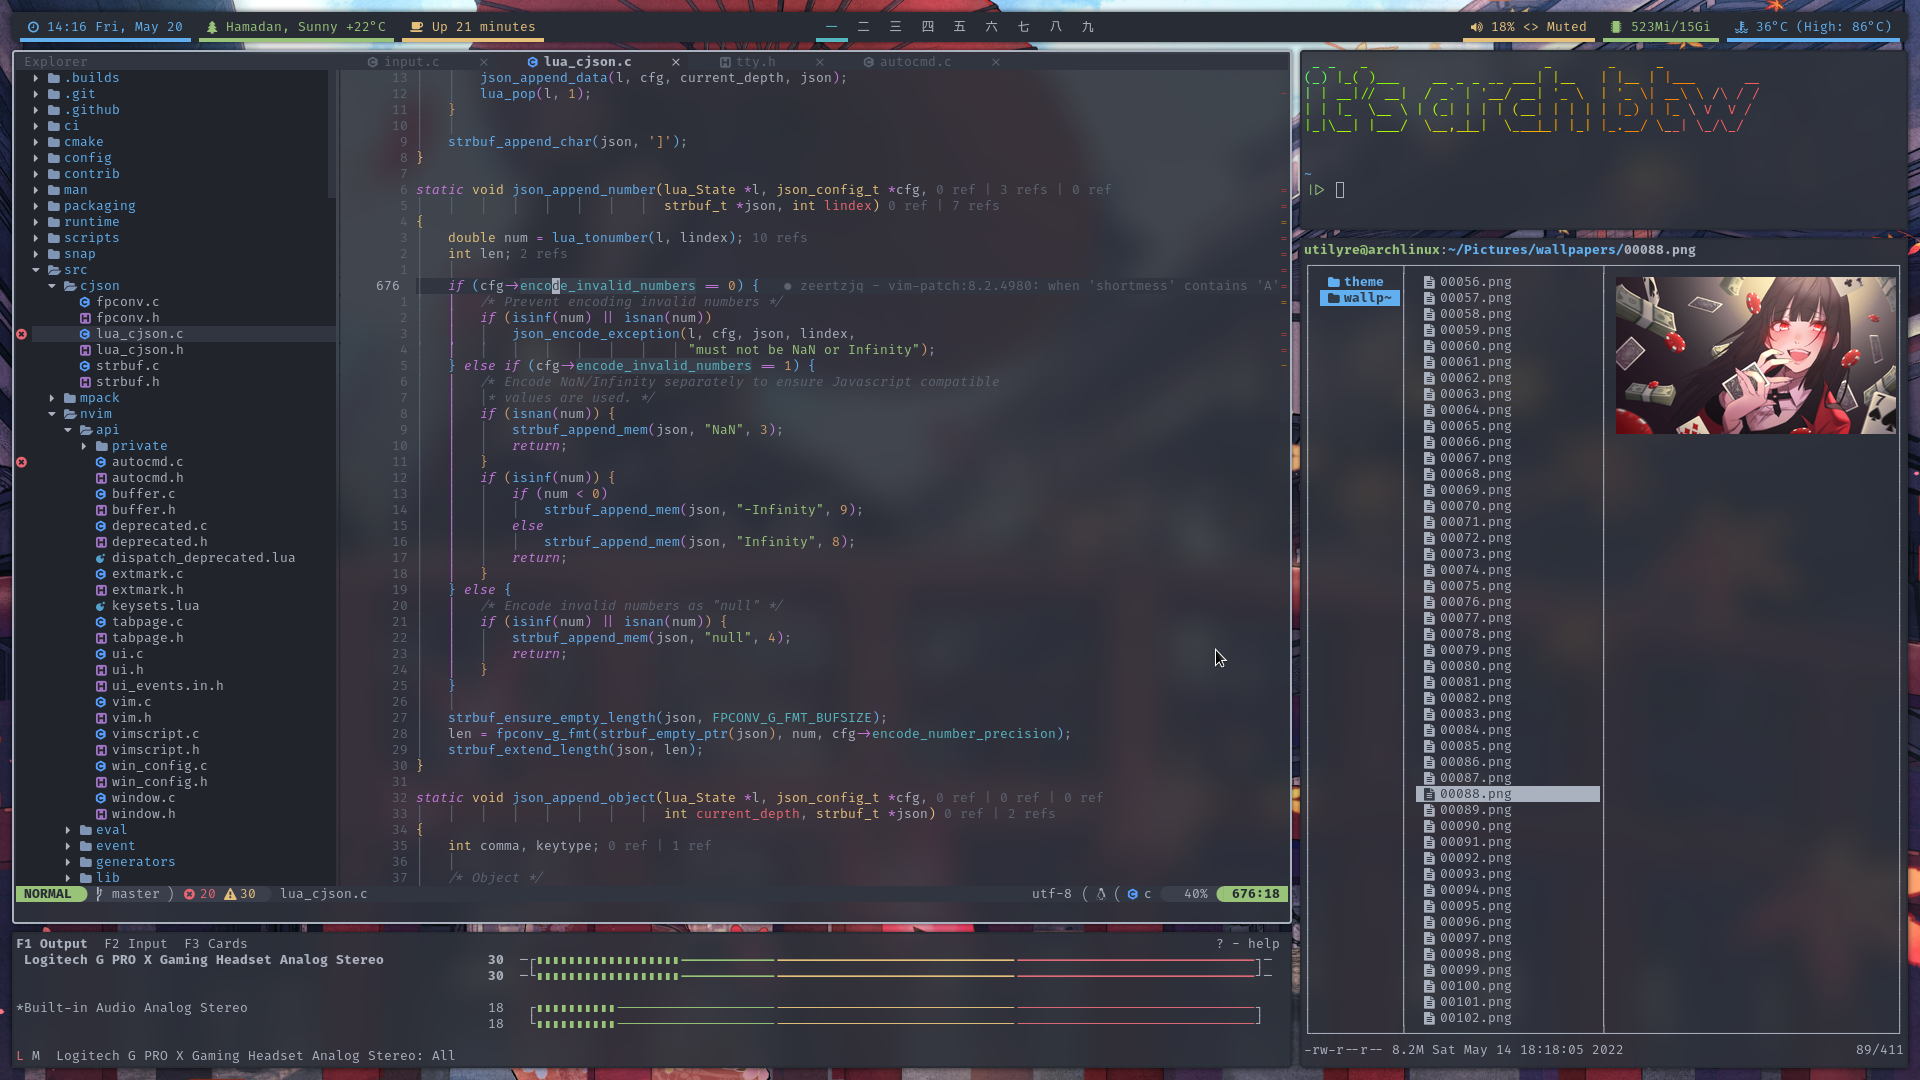 14:16 Fri, May 20
Hamadan, Sunny +22°C
Up 21 minutes
一 二 三 四 五 六 七 八 九
18% <> Muted
523Mi/15Gi
36°C (High: 86°C)
Explorer
.builds
.git
.github
ci
cmake
config
contrib
man
packaging
runtime
scripts
snap
src
cjson
fpconv.c
fpconv.h
lua_cjson.c
lua_cjson.h
strbuf.c
strbuf.h
mpack
nvim
api
private
autocmd.c
autocmd.h
buffer.c
buffer.h
deprecated.c
deprecated.h
dispatch_deprecated.lua
extmark.c
extmark.h
keysets.lua
tabpage.c
tabpage.h
ui.c
ui.h
ui_events.in.h
vim.c
vim.h
vimscript.c
vimscript.h
win_config.c
win_config.h
window.c
window.h
eval
event
generators
lib
input.c × lua_cjson.c × tty.h × autocmd.c ×
13 json_append_data(l, cfg, current_depth, json);
12 lua_pop(l, 1);
11 }
10
9 strbuf_append_char(json, ']');
8 }
7
6 static void json_append_number(lua_State *l, json_config_t *cfg, 0 ref | 3 refs | 0 ref
5 strbuf_t *json, int lindex) 0 ref | 7 refs
4 {
3 double num = lua_tonumber(l, lindex); 10 refs
2 int len; 2 refs
1
676 if (cfg->encode_invalid_numbers == 0) { ● zeertzjq - vim-patch:8.2.4980: when 'shortmess' contains 'A'
1 /* Prevent encoding invalid numbers */
2 if (isinf(num) || isnan(num))
3 json_encode_exception(l, cfg, json, lindex,
4 "must not be NaN or Infinity");
5 } else if (cfg->encode_invalid_numbers == 1) {
6 /* Encode NaN/Infinity separately to ensure Javascript compatible
7 * values are used. */
8 if (isnan(num)) {
9 strbuf_append_mem(json, "NaN", 3);
10 return;
11 }
12 if (isinf(num)) {
13 if (num < 0)
14 strbuf_append_mem(json, "-Infinity", 9);
15 else
16 strbuf_append_mem(json, "Infinity", 8);
17 return;
18 }
19 } else {
20 /* Encode invalid numbers as "null" */
21 if (isinf(num) || isnan(num)) {
22 strbuf_append_mem(json, "null", 4);
23 return;
24 }
25 }
26
27 strbuf_ensure_empty_length(json, FPCONV_G_FMT_BUFSIZE);
28 len = fpconv_g_fmt(strbuf_empty_ptr(json), num, cfg->encode_number_precision);
29 strbuf_extend_length(json, len);
30 }
31
32 static void json_append_object(lua_State *l, json_config_t *cfg, 0 ref | 0 ref | 0 ref
33 int current_depth, strbuf_t *json) 0 ref | 2 refs
34 {
35 int comma, keytype; 0 ref | 1 ref
36
37 /* Object */
NORMAL master ) 20 30 lua_cjson.c
utf-8 ( ( c 40% 676:18
F1 Output F2 Input F3 Cards ? - help
Logitech G PRO X Gaming Headset Analog Stereo 30
30
*Built-in Audio Analog Stereo 18
18
L M Logitech G PRO X Gaming Headset Analog Stereo: All
its arch btw
~
|>
utilyre@archlinux:~/Pictures/wallpapers/00088.png
theme
wallp~
00056.png
00057.png
00058.png
00059.png
00060.png
00061.png
00062.png
00063.png
00064.png
00065.png
00066.png
00067.png
00068.png
00069.png
00070.png
00071.png
00072.png
00073.png
00074.png
00075.png
00076.png
00077.png
00078.png
00079.png
00080.png
00081.png
00082.png
00083.png
00084.png
00085.png
00086.png
00087.png
00088.png
00089.png
00090.png
00091.png
00092.png
00093.png
00094.png
00095.png
00096.png
00097.png
00098.png
00099.png
00100.png
00101.png
00102.png
-rw-r--r-- 8.2M Sat May 14 18:18:05 2022 89/411